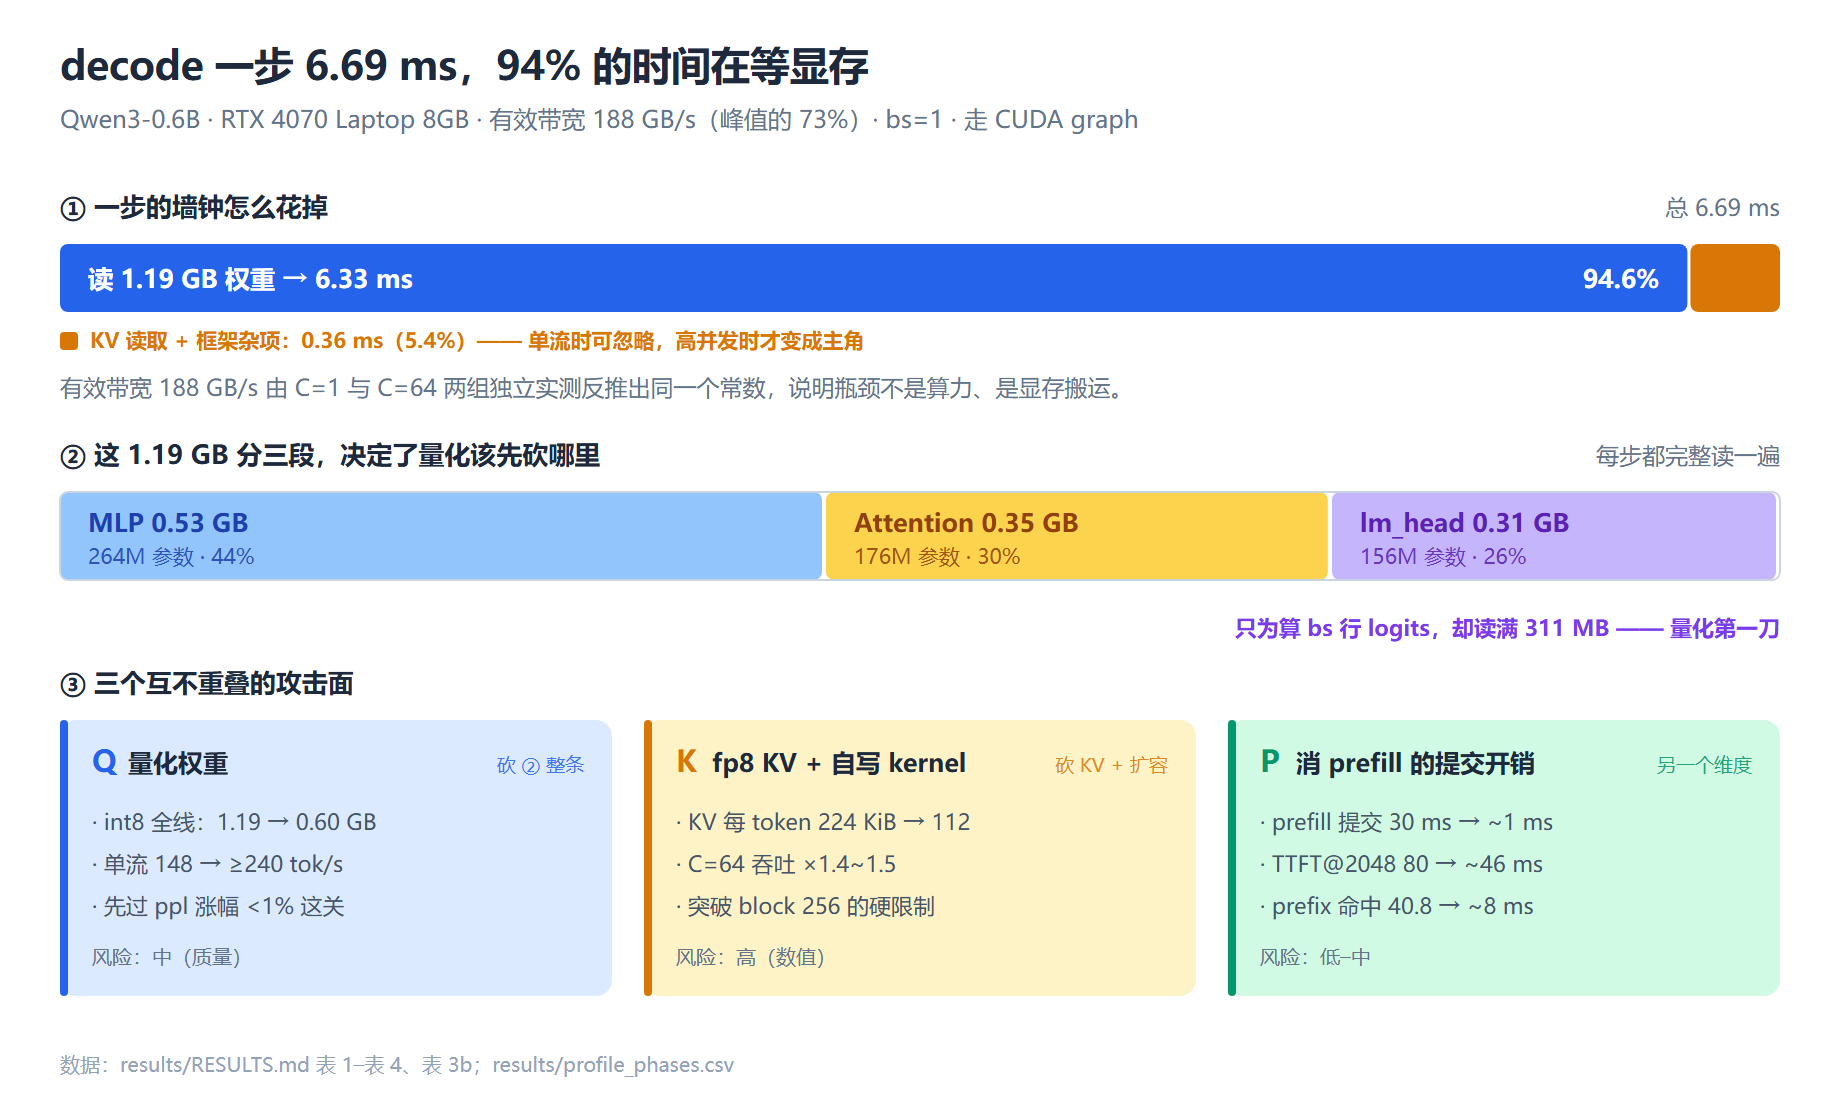 decode 一步 6.69 ms，94% 的时间在等显存
Qwen3-0.6B · RTX 4070 Laptop 8GB · 有效带宽 188 GB/s（峰值的 73%）· bs=1 · 走 CUDA graph
① 一步的墙钟怎么花掉
总 6.69 ms
读 1.19 GB 权重 → 6.33 ms
94.6%
KV 读取 + 框架杂项：0.36 ms（5.4%）—— 单流时可忽略，高并发时才变成主角
有效带宽 188 GB/s 由 C=1 与 C=64 两组独立实测反推出同一个常数，说明瓶颈不是算力、是显存搬运。
② 这 1.19 GB 分三段，决定了量化该先砍哪里
每步都完整读一遍
MLP 0.53 GB
264M 参数 · 44%
Attention 0.35 GB
176M 参数 · 30%
lm_head 0.31 GB
156M 参数 · 26%
只为算 bs 行 logits，却读满 311 MB —— 量化第一刀
③ 三个互不重叠的攻击面
Q 量化权重
砍 ② 整条
· int8 全线：1.19 → 0.60 GB
· 单流 148 → ≥240 tok/s
· 先过 ppl 涨幅 <1% 这关
风险：中（质量）
K fp8 KV + 自写 kernel
砍 KV + 扩容
· KV 每 token 224 KiB → 112
· C=64 吞吐 ×1.4~1.5
· 突破 block 256 的硬限制
风险：高（数值）
P 消 prefill 的提交开销
另一个维度
· prefill 提交 30 ms → ~1 ms
· TTFT@2048 80 → ~46 ms
· prefix 命中 40.8 → ~8 ms
风险：低–中
数据：results/RESULTS.md 表 1–表 4、表 3b；results/profile_phases.csv